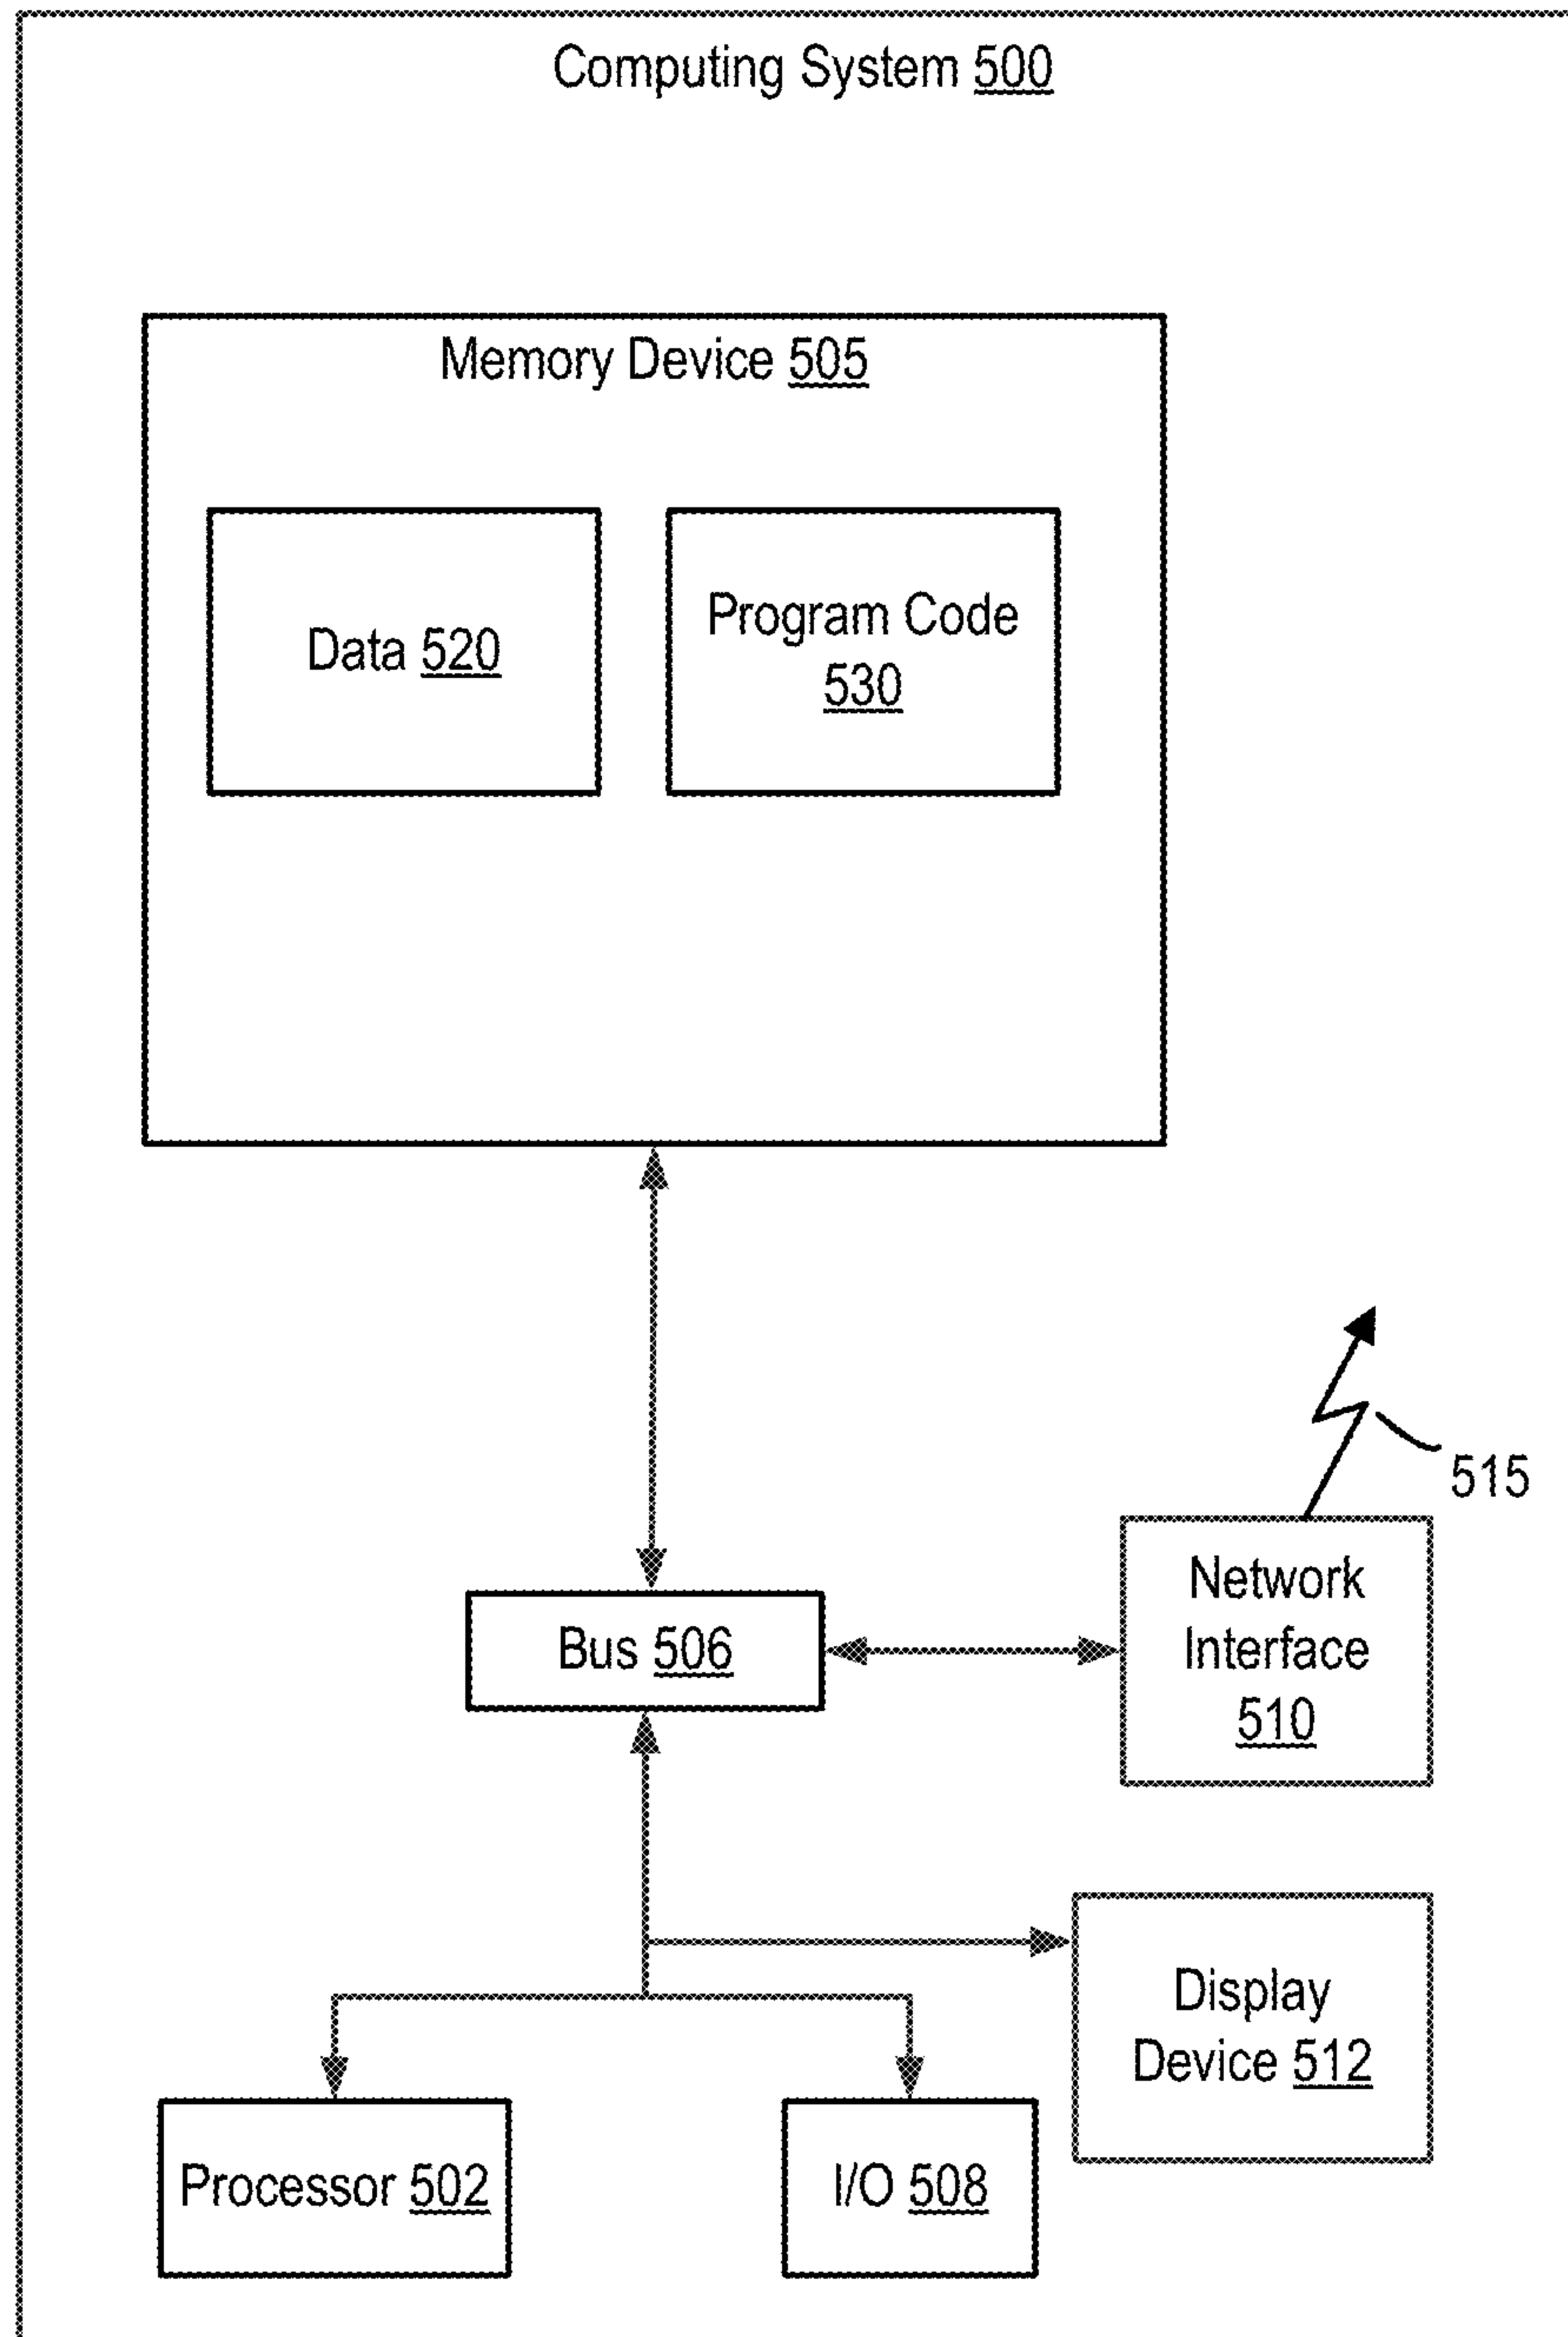 Computing System 500
Memory Device 505
Data 520
Program Code
530
515
Network
Interface
510
Bus 506
Display
Device 512
Processor 502
I/O 508